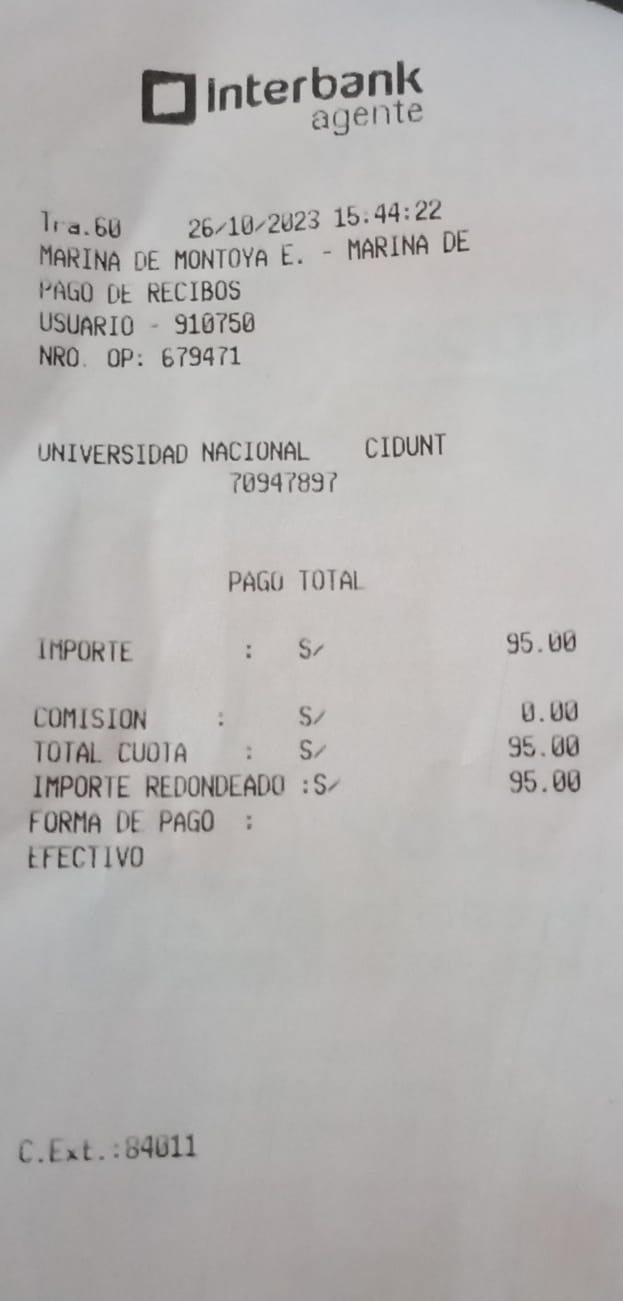 interbank
agente
Tra.60 26/10/2023 15:44:22
MARINA DE MONTOYA E. - MARINA DE
PAGO DE RECIBOS
USUARIO - 910750
NRO. OP: 679471
UNIVERSIDAD NACIONAL CIDUNT
70947897
PAGO TOTAL
IMPORTE : S/ 95.00
COMISION : S/ 0.00
TOTAL CUOTA : S/ 95.00
IMPORTE REDONDEADO :S/ 95.00
FORMA DE PAGO :
EFECTIVO
C.Ext.:84011